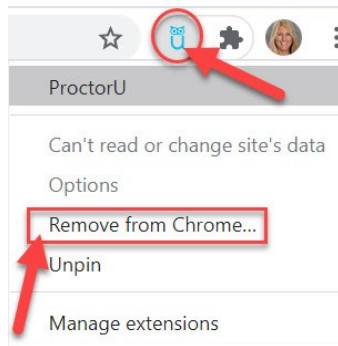 ProctorU
Can't read or change site's data
Options
Remove from Chrome...
Unpin
Manage extensions